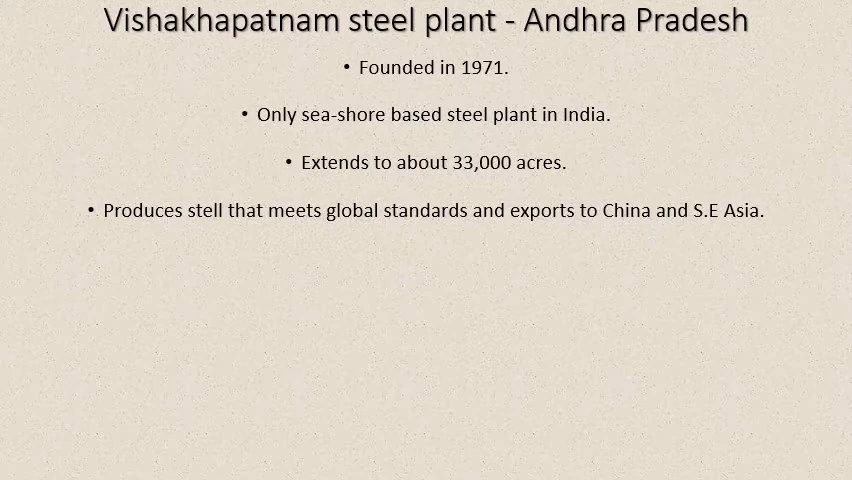 Vishakhapatnam steel plant - Andhra Pradesh
• Founded in 1971.
• Only sea-shore based steel plant in India.
• Extends to about 33,000 acres.
• Produces stell that meets global standards and exports to China and S.E Asia.